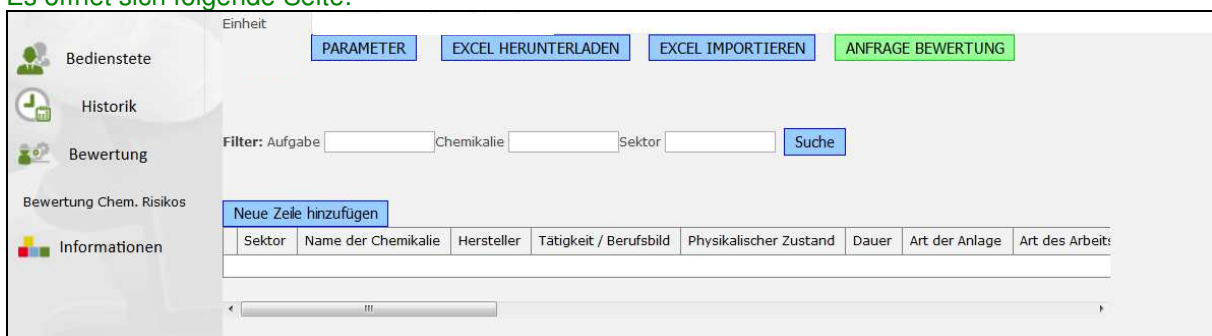 Es öffnet sich folgende Seite:
Einheit
PARAMETER EXCEL HERUNTERLADEN EXCEL IMPORTIEREN ANFRAGE BEWERTUNG
Bedienstete
Historik
Filter: Aufgabe Chemikalie Sektor Suche
Bewertung
Bewertung Chem. Risikos
Neue Zeile hinzufügen
Informationen
Sektor Name der Chemikalie Hersteller Tätigkeit / Berufsbild Physikalischer Zustand Dauer Art der Anlage Art des Arbeits